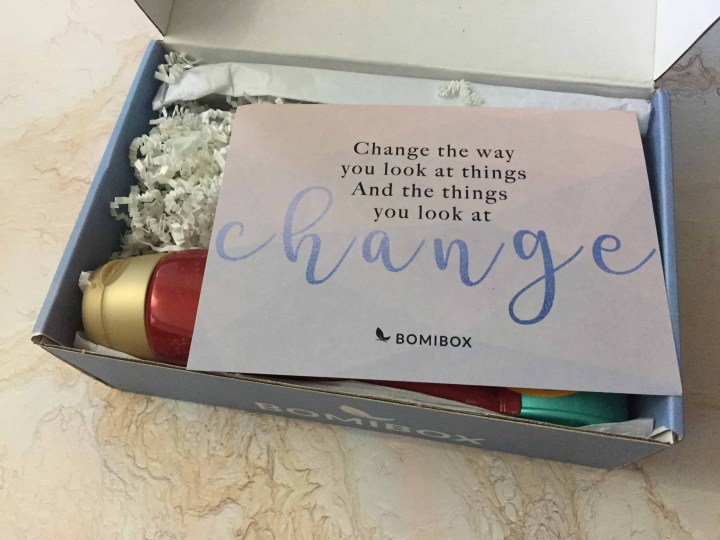 Change the way
you look at things
And the things
you look at
change
BOMIBOX
BOMIBOX